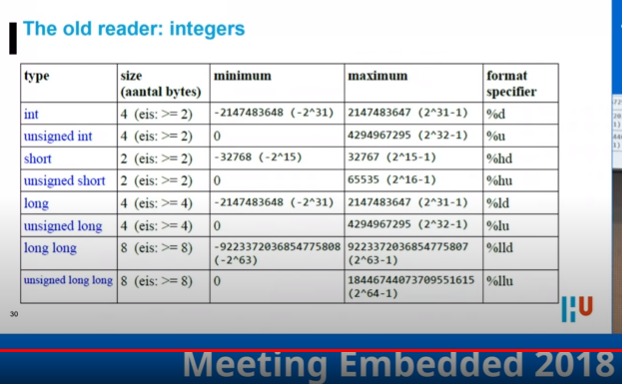 The old reader: integers
type size minimum maximum format
(aantal bytes) specifier
int 4 (eis: >= 2) -2147483648 (-2^31) 2147483647 (2^31-1) %d
unsigned int 4 (eis: >= 2) 0 4294967295 (2^32-1) %u
short 2 (eis: >= 2) -32768 (-2^15) 32767 (2^15-1) %hd
unsigned short 2 (eis: >= 2) 0 65535 (2^16-1) %hu
long 4 (eis: >= 4) -2147483648 (-2^31) 2147483647 (2^31-1) %ld
unsigned long 4 (eis: >= 4) 0 4294967295 (2^32-1) %lu
long long 8 (eis: >= 8) -9223372036854775808 9223372036854775807 %lld
(-2^63) (2^63-1)
unsigned long long 8 (eis: >= 8) 0 18446744073709551615 %llu
(2^64-1)
30
HU
Meeting Embedded 2018